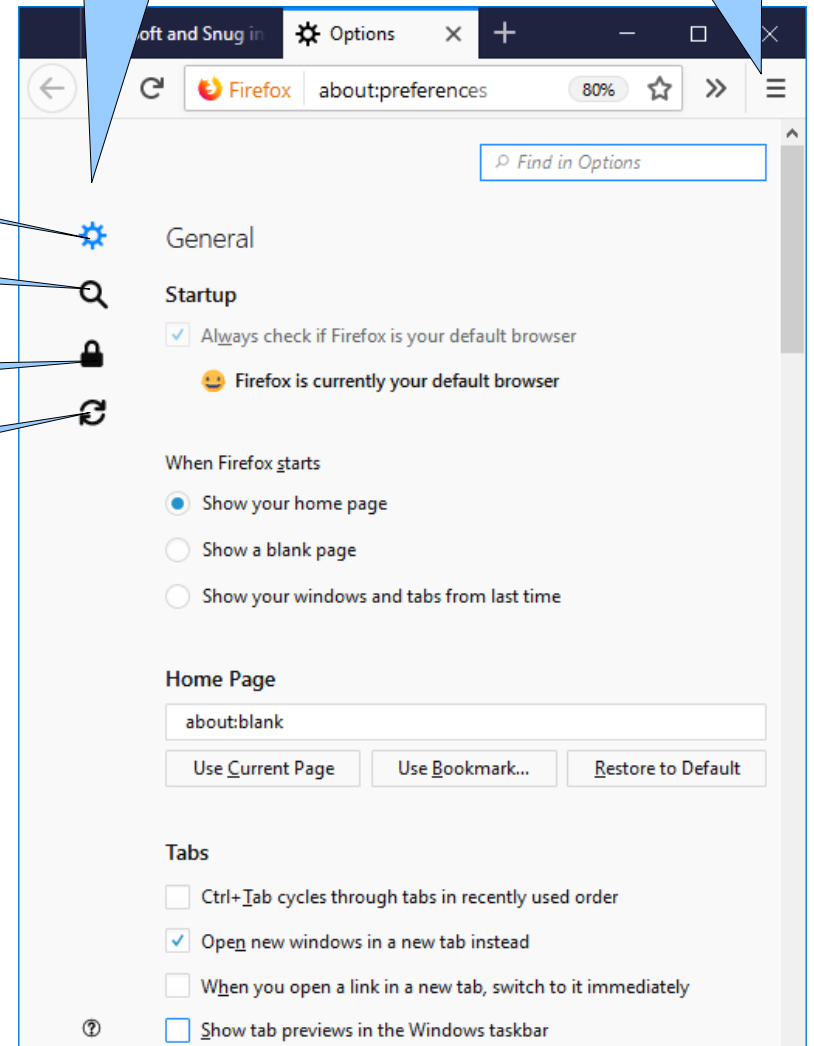 oft and Snug in Options
Firefox about:preferences 80%
Find in Options
General
Startup
Always check if Firefox is your default browser
Firefox is currently your default browser
When Firefox starts
Show your home page
Show a blank page
Show your windows and tabs from last time
Home Page
about:blank
Use Current Page Use Bookmark... Restore to Default
Tabs
Ctrl+Tab cycles through tabs in recently used order
Open new windows in a new tab instead
When you open a link in a new tab, switch to it immediately
Show tab previews in the Windows taskbar